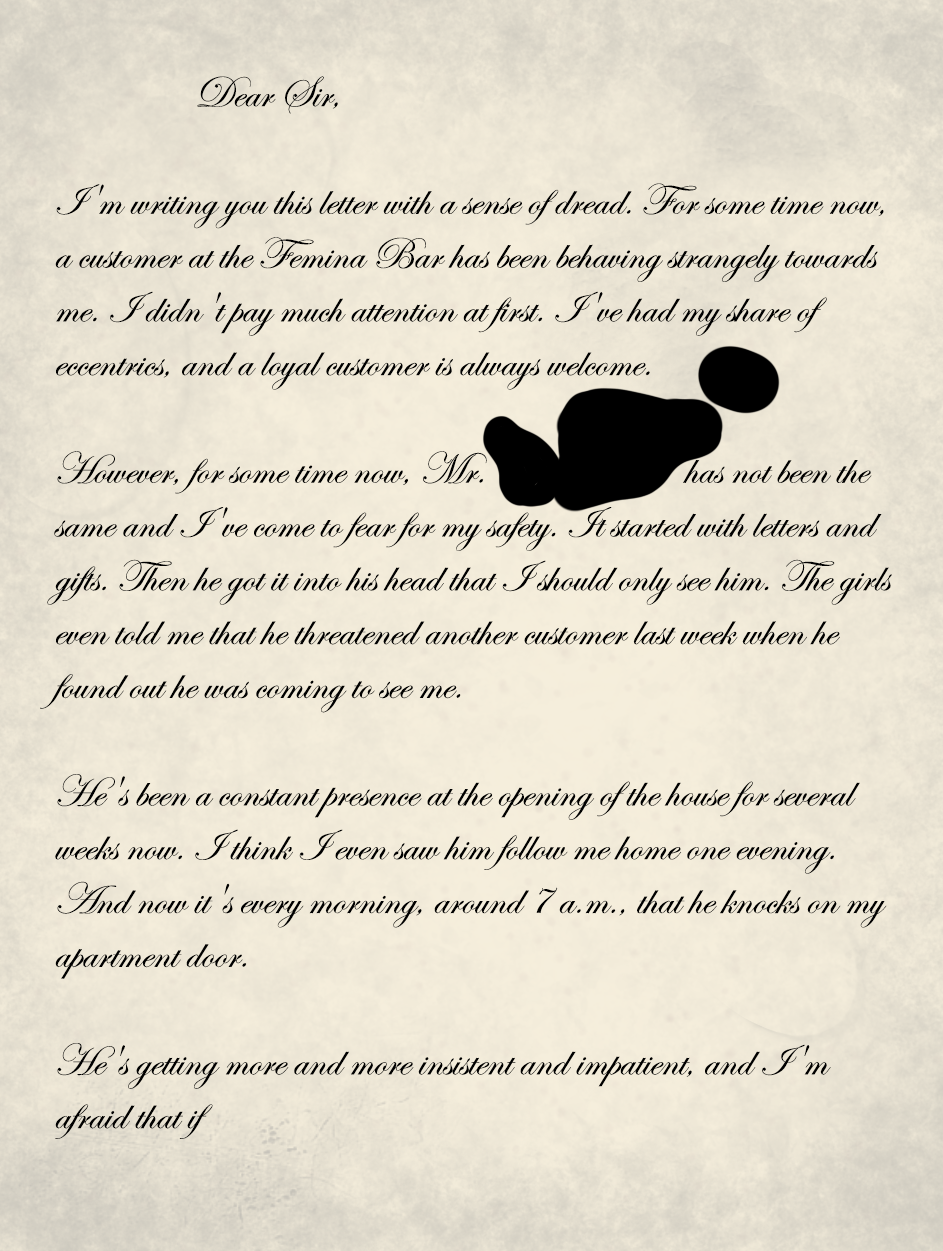 Dear Sir,
I'm writing you this letter with a sense of dread. For some time now,
a customer at the Femina Bar has been behaving strangely towards
me. I didn't pay much attention at first. I've had my share of
eccentrics, and a loyal customer is always welcome.
However, for some time now, Mr. has not been the
same and I've come to fear for my safety. It started with letters and
gifts. Then he got it into his head that I should only see him. The girls
even told me that he threatened another customer last week when he
found out he was coming to see me.
He's been a constant presence at the opening of the house for several
weeks now. I think I even saw him follow me home one evening.
And now it's every morning, around 7 a.m., that he knocks on my
apartment door.
He's getting more and more insistent and impatient, and I'm
afraid that if